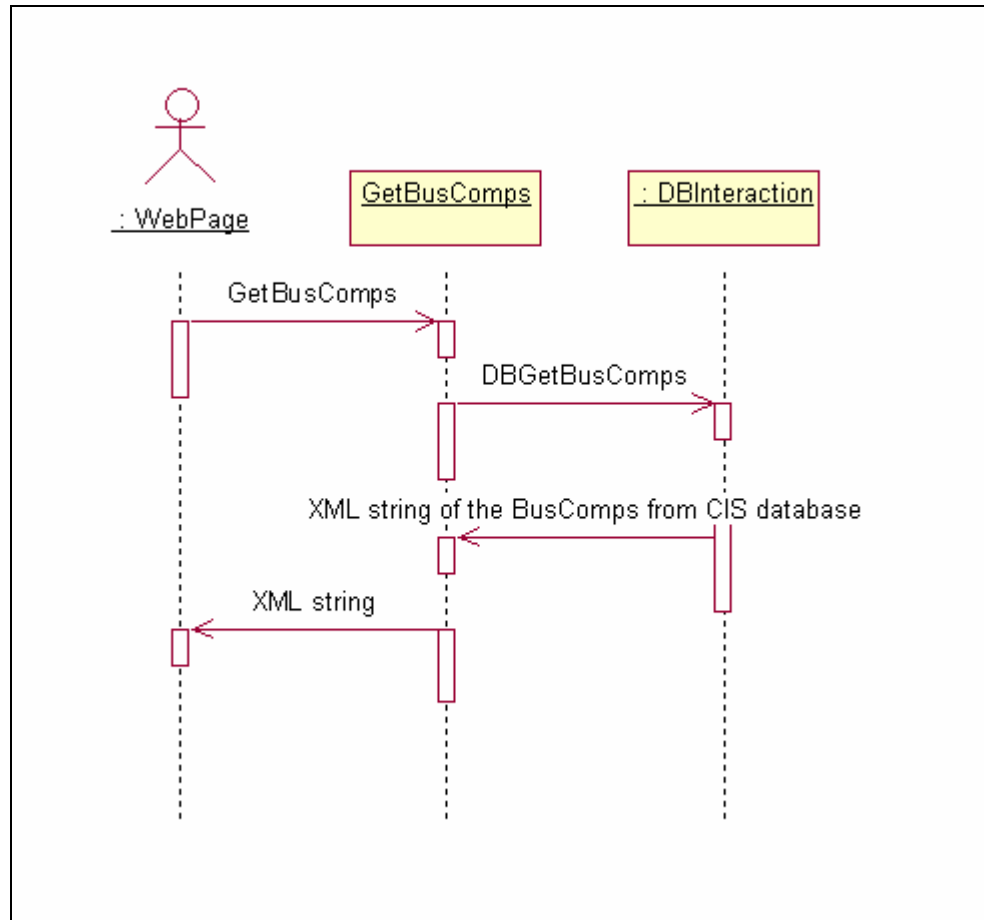 : WebPage
GetBusComps
: DBInteraction
GetBusComps
DBGetBusComps
XML string of the BusComps from CIS database
XML string